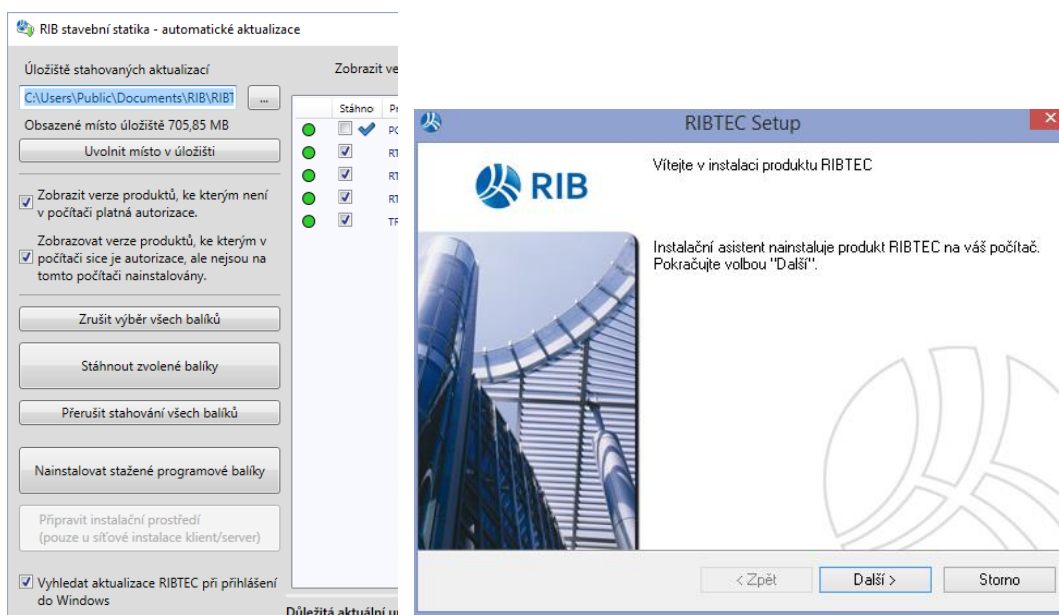 RIB stavební statika - automatické aktualizace
Úložiště stahovaných aktualizací
C:\Users\Public\Documents\RIB\RIBT
...
Obsazené místo úložiště 705,85 MB
Uvolnit místo v úložišti
Zobrazit verze produktů, ke kterým není
v počítači platná autorizace.
Zobrazovat verze produktů, ke kterým v
počítači sice je autorizace, ale nejsou na
tomto počítači nainstalovány.
Zrušit výběr všech balíků
Stáhnout zvolené balíky
Přerušit stahování všech balíků
Nainstalovat stažené programové balíky
Připravit instalační prostředí
(pouze u síťové instalace klient/server)
Vyhledat aktualizace RIBTEC při přihlášení
do Windows
Zobrazit ve
Stáhno
Důležitá aktuální
RIBTEC Setup
RIB
Vítejte v instalaci produktu RIBTEC
Instalační asistent nainstaluje produkt RIBTEC na váš počítač.
Pokračujte volbou "Další".
< Zpět
Další >
Storno